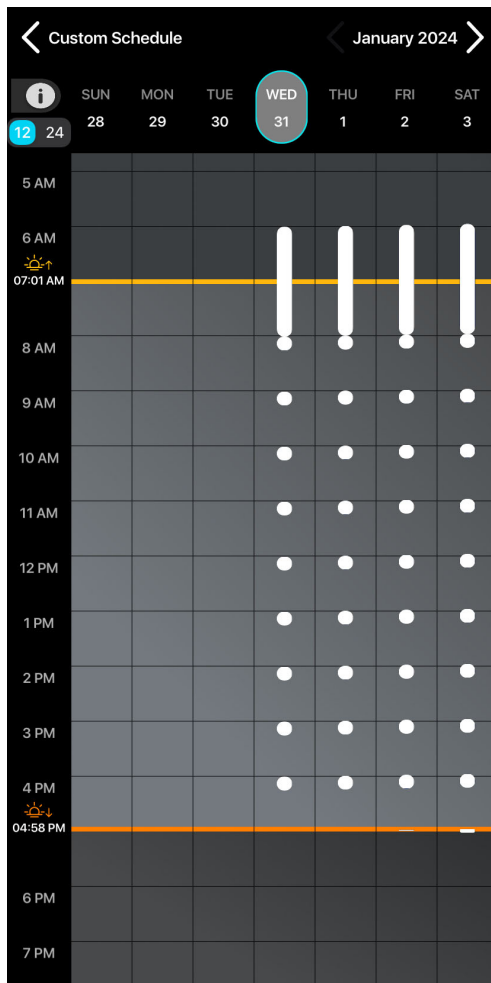 Custom Schedule
January 2024
i
SUN MON TUE WED THU FRI SAT
12 24
28 29 30 31 1 2 3
5 AM
6 AM
07:01 AM
8 AM
9 AM
10 AM
11 AM
12 PM
1 PM
2 PM
3 PM
4 PM
04:58 PM
6 PM
7 PM